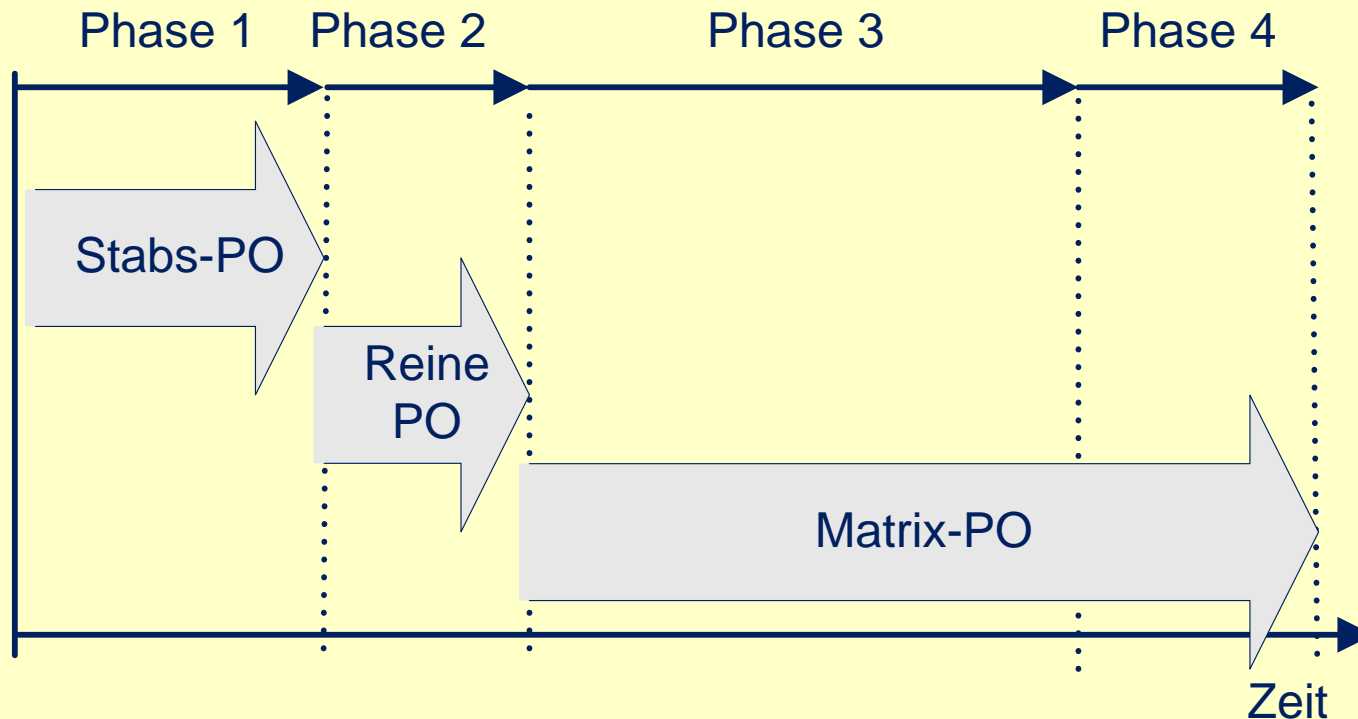 Phase 1 Phase 2 Phase 3 Phase 4
Stabs-PO
Reine
PO
Matrix-PO
Zeit